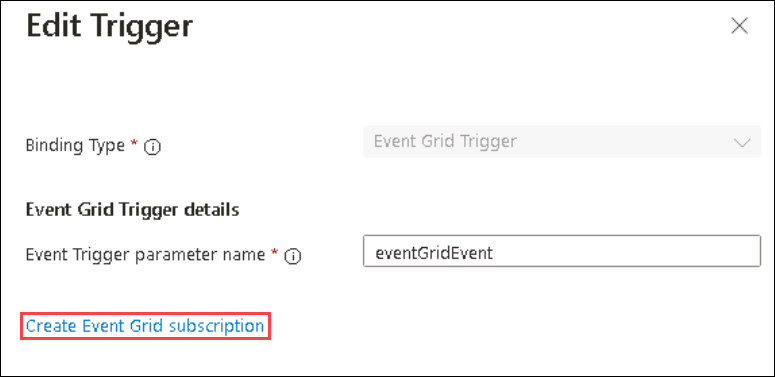 Edit Trigger
Binding Type * Event Grid Trigger
Event Grid Trigger details
Event Trigger parameter name * eventGridEvent
Create Event Grid subscription